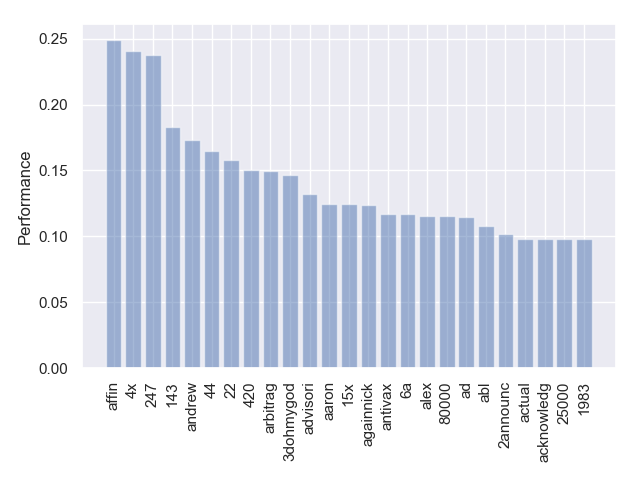 0.25
0.20
0.15
0.10
0.05
0.00
Performance
affin
4x
247
143
andrew
44
22
420
arbitrag
3dohmygod
advisori
aaron
15x
againnick
antivax
6a
alex
80000
ad
abl
2announc
actual
acknowledg
25000
1983